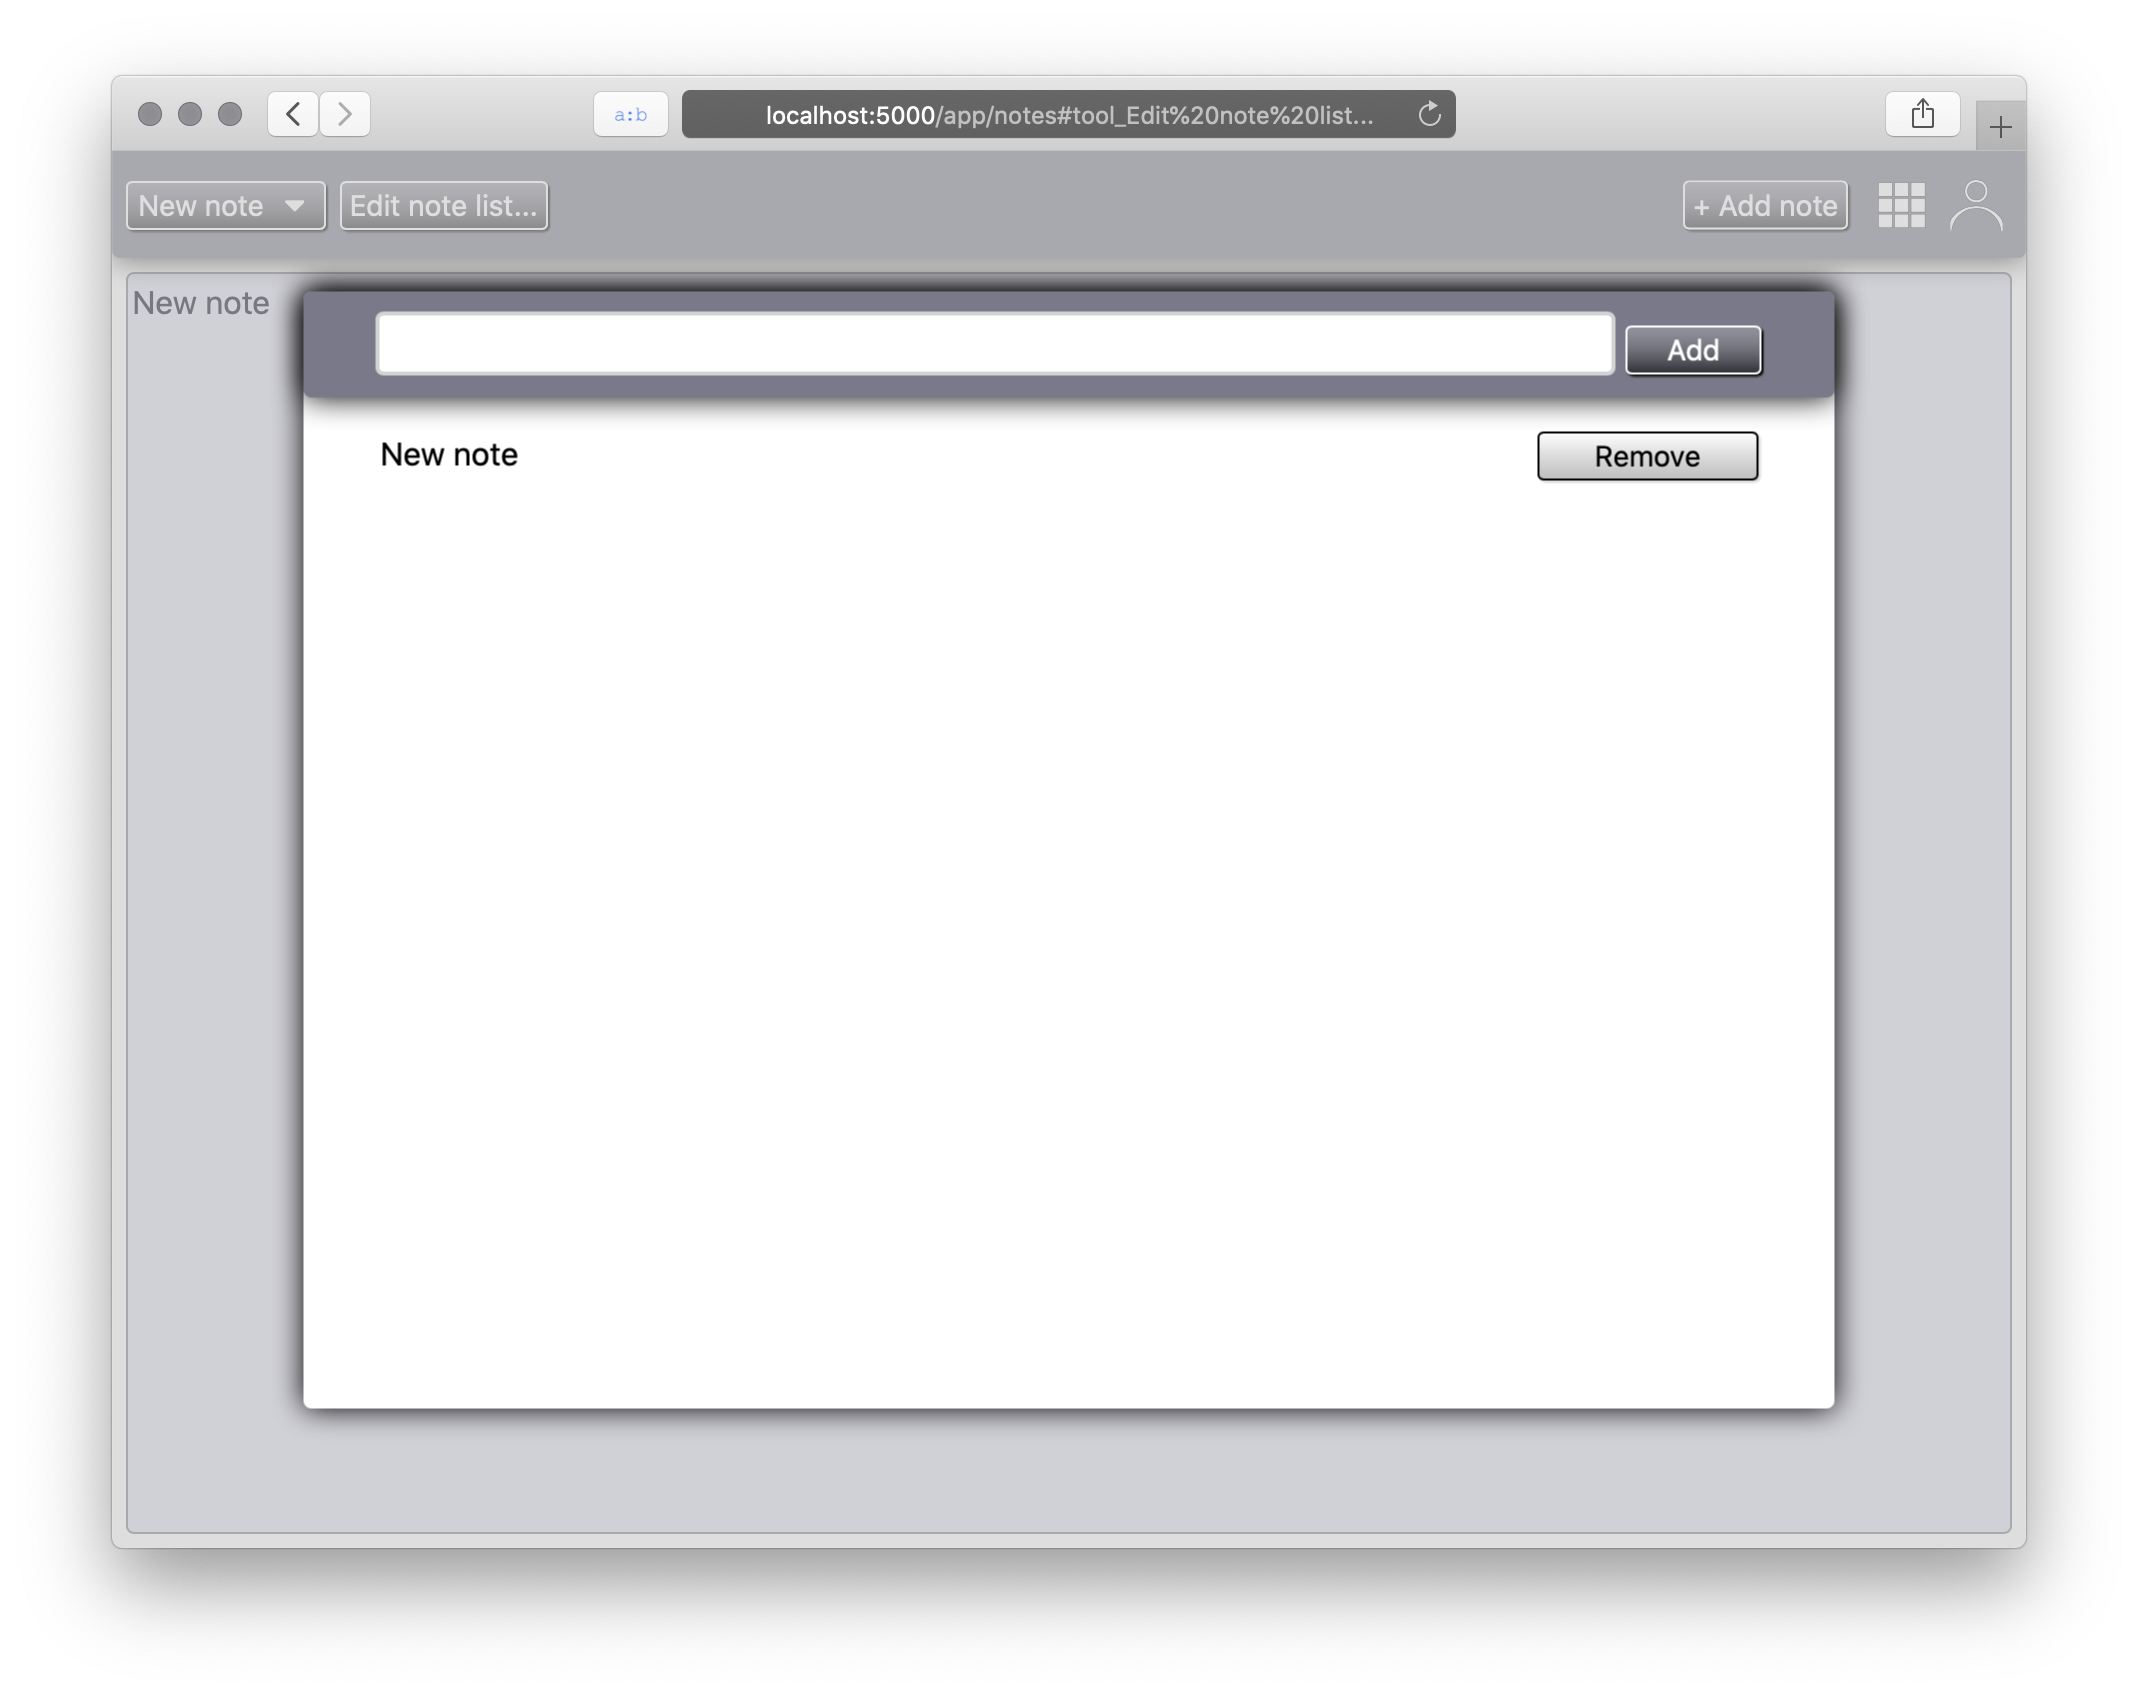 a:b
localhost:5000/app/notes#tool_Edit%20note%20list...
New note
Edit note list...
+ Add note
New note
Add
New note
Remove